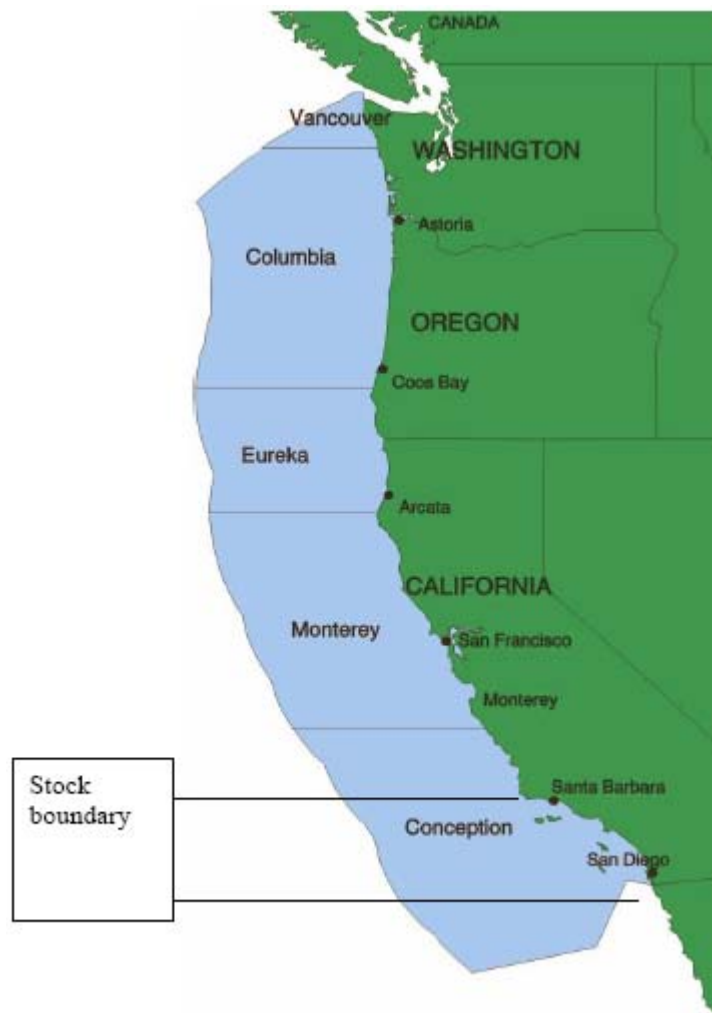 CANADA
Vancouver
WASHINGTON
Astoria
Columbia
OREGON
Coos Bay
Eureka
Arcata
CALIFORNIA
Monterey
San Francisco
Monterey
Stock
boundary
Santa Barbara
Conception
San Diego